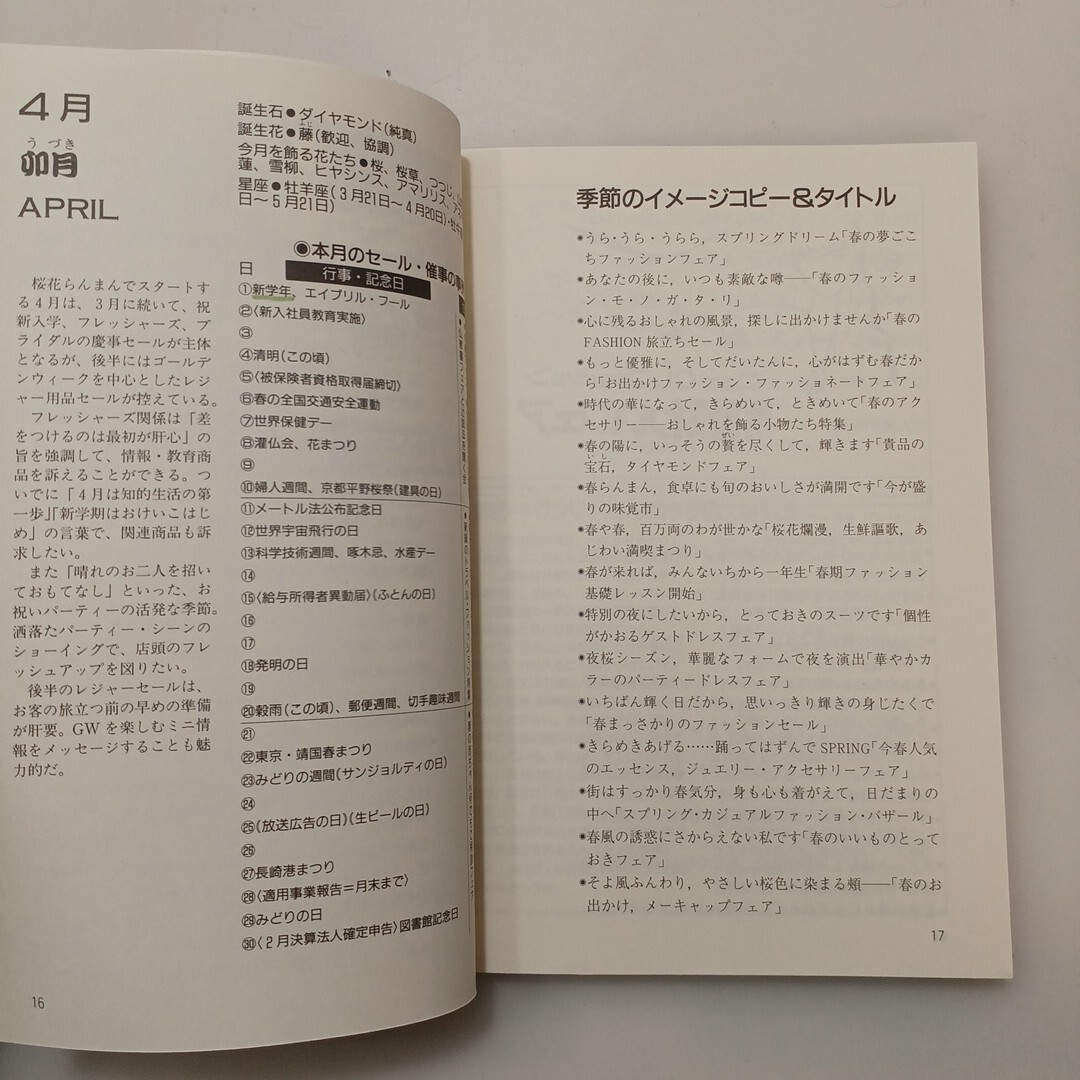 4月
うづき
卯月
APRIL
桜花らんまんでスタートす
る4月は、3月に続いて、祝
新入学、フレッシャーズ、ブ
ライダルの慶事セールが主体
となるが、後半にはゴールデ
ンウィークを中心としたレジ
ャー用品セールが控えている。
フレッシャーズ関係は「差
をつけるのは最初が肝心」の
旨を強調して、情報・教育商
品を訴えることができる。つ
いでに「4月は知的生活の第
一歩」「新学期はおけいこはじ
め」の言葉で、関連商品も訴
求したい。
また「晴れのお二人を招い
ておもてなし」といった、お
祝いパーティーの活発な季節。
洒落たパーティー・シーンの
ショーイングで、店頭のフレ
ッシュアップを図りたい。
後半のレジャーセールは、
お客の旅立つ前の早めの準備
が肝要。GWを楽しむミニ情
報をメッセージすることも魅
力的だ。
誕生石●ダイヤモンド(純真)
誕生花●藤(歓迎、協調)
ふじ
今月を飾る花たち●桜、桜草、つつじ、
蓮、雪柳、ヒヤシンス、アマリリス、
星座●牡羊座(3月21日〜4月20日)・牡牛
日〜5月21日)
◉本月のセール・催事の
日
行事・記念日
①新学年、エイプリル・フール
②〈新入社員教育実施〉
③
④清明(この頃)
⑤〈被保険者資格取得届締切〉
⑥春の全国交通安全運動
⑦世界保健デー
⑧灌仏会、花まつり
⑨
⑩婦人週間、京都平野桜祭(建具の日)
⑪メートル法公布記念日
⑫世界宇宙飛行の日
⑬科学技術週間、啄木忌、水産デー
⑭
⑮〈給与所得者異動届〉(ふとんの日)
⑯
⑰
⑱発明の日
⑲
⑳穀雨(この頃)、郵便週間、切手趣味週間
㉑
㉒東京・靖国春まつり
㉓みどりの週間(サンジョルディの日)
㉔
㉕(放送広告の日)(生ビールの日)
㉖
㉗長崎港まつり
㉘〈適用事業報告=月末まで〉
㉙みどりの日
㉚〈2月決算法人確定申告〉図書館記念日
16
季節のイメージコピー&タイトル
●うら・うら・うらら，スプリングドリーム「春の夢ごこ
ちファッションフェア」
●あなたの後に，いつも素敵な噂——「春のファッショ
ン・モ・ノ・ガ・タ・リ」
●心に残るおしゃれの風景，探しに出かけませんか「春の
FASHION 旅立ちセール」
●もっと優雅に，そしてだいたんに，心がはずむ春だか
ら「お出かけファッション・ファッショネートフェア」
●時代の華になって，きらめいて，ときめいて「春のアク
セサリー——おしゃれを飾る小物たち特集」
●春の陽に，いっそうの贅を尽くして，輝きます「貴品の
ぜい
いし
宝石，タイヤモンドフェア」
●春らんまん，食卓にも旬のおいしさが満開です「今が盛
りの味覚市」
●春や春，百万両のわが世かな「桜花爛漫，生鮮謳歌，あ
じわい満喫まつり」
●春が来れば，みんないちから一年生「春期ファッション
基礎レッスン開始」
●特別の夜にしたいから，とっておきのスーツです「個性
がかおるゲストドレスフェア」
●夜桜シーズン，華麗なフォームで夜を演出「華やかカ
ラーのパーティードレスフェア」
●いちばん輝く日だから，思いっきり輝きの身じたくで
「春まっさかりのファッションセール」
●きらめきあげる……踊ってはずんでSPRING「今春人気
のエッセンス，ジュエリー・アクセサリーフェア」
●街はすっかり春気分，身も心も着がえて，日だまりの
中へ「スプリング・カジュアルファッション・バザール」
●春風の誘惑にさからえない私です「春のいいものとって
おきフェア」
●そよ風ふんわり，やさしい桜色に染まる頬——「春のお
出かけ，メーキャップフェア」
17